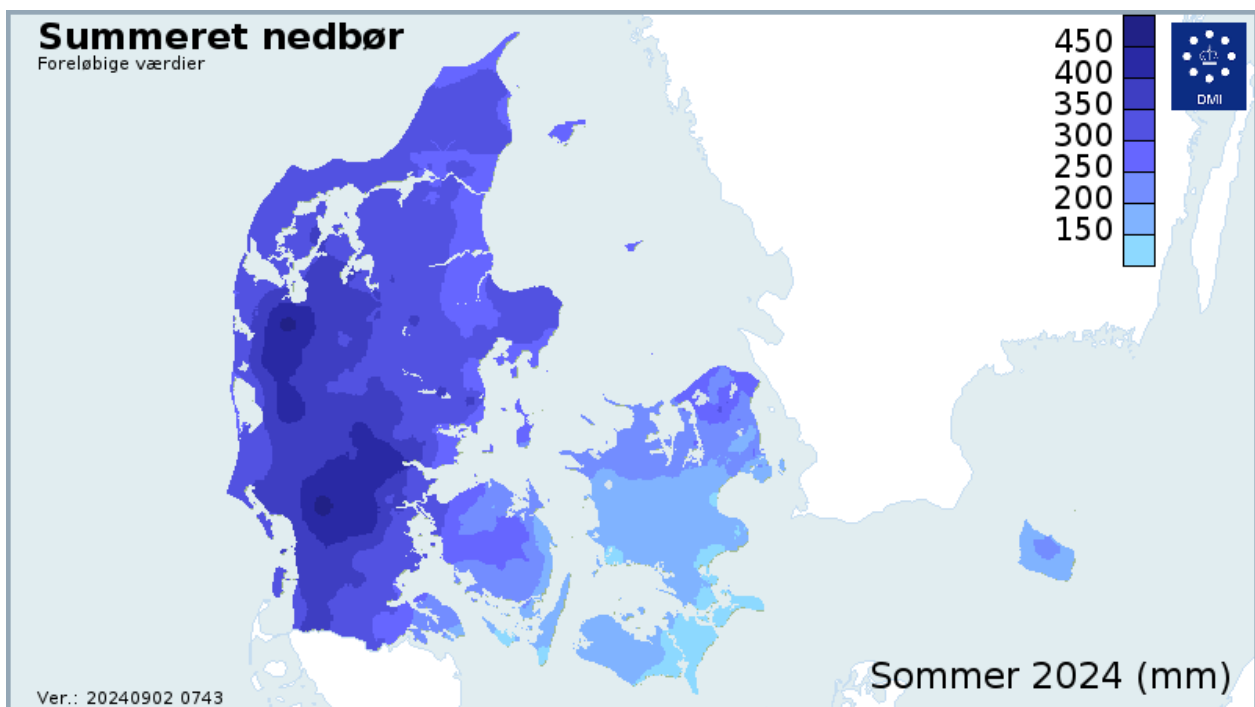 Summeret nedbør
Foreløbige værdier
450
400
350
300
250
200
150
DMI
Sommer 2024 (mm)
Ver.: 20240902 0743